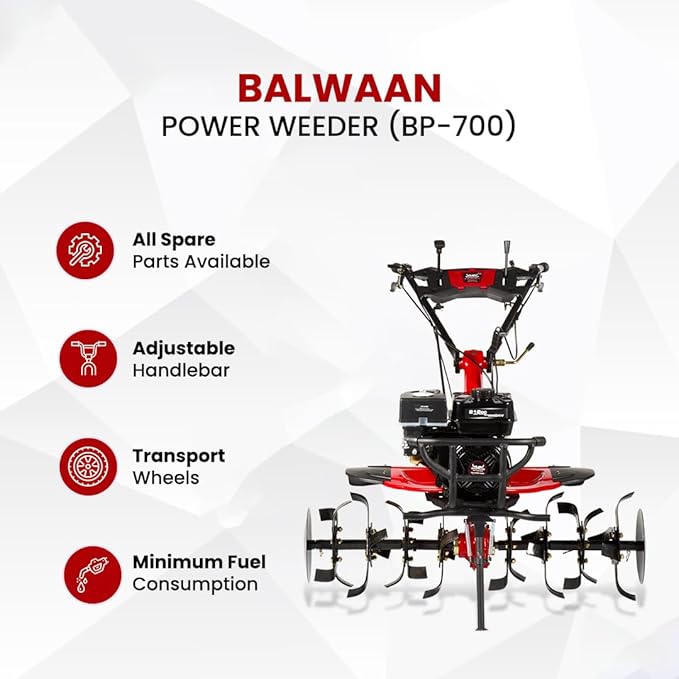 BALWAAN
POWER WEEDER (BP-700)
All Spare
Parts Available
Adjustable
Handlebar
Transport
Wheels
Minimum Fuel
Consumption